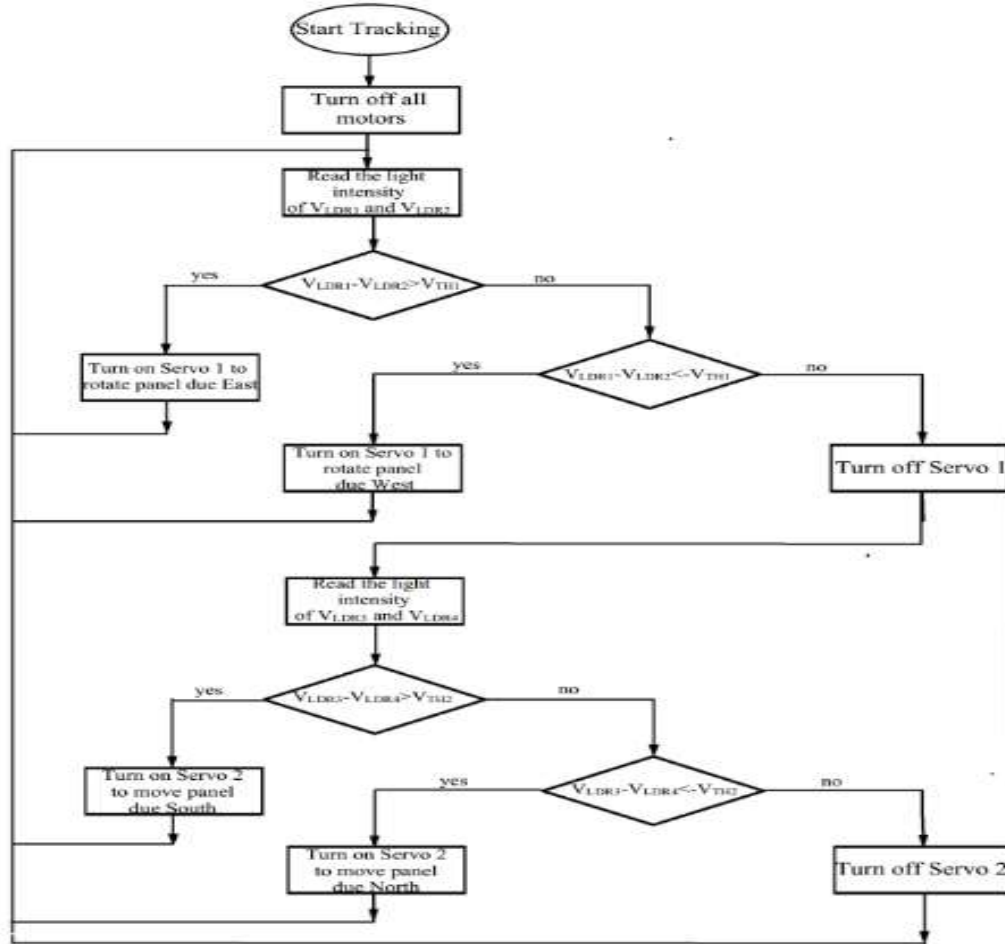 Start Tracking
Turn off all
motors
Read the light
intensity
of VLDR1 and VLDR2
yes
VLDR1-VLDR2>VTH1
no
Turn on Servo 1 to
rotate panel due East
yes
VLDR1-VLDR2<-VTH1
no
Turn on Servo 1 to
rotate panel
due West
Turn off Servo 1
Read the light
intensity
of VLDR3 and VLDR4
yes
VLDR3-VLDR4>VTH2
no
Turn on Servo 2
to move panel
due South
yes
VLDR3-VLDR4<-VTH2
no
Turn on Servo 2
to move panel
due North
Turn off Servo 2